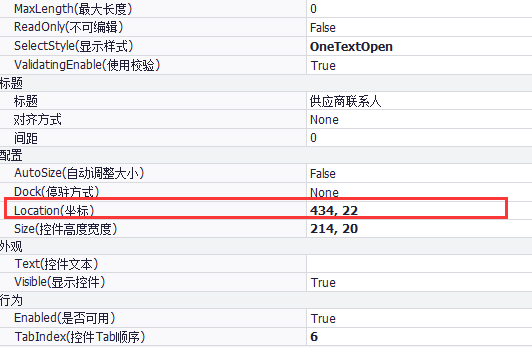 MaxLength(最大长度) 0
ReadOnly(不可编辑) False
SelectStyle(显示样式) OneTextOpen
ValidatingEnable(使用校验) True
标题
标题 供应商联系人
对齐方式 None
间距 0
配置
AutoSize(自动调整大小) False
Dock(停驻方式) None
Location(坐标) 434, 22
Size(控件高度宽度) 214, 20
外观
Text(控件文本)
Visible(显示控件) True
行为
Enabled(是否可用) True
TabIndex(控件Tab顺序) 6